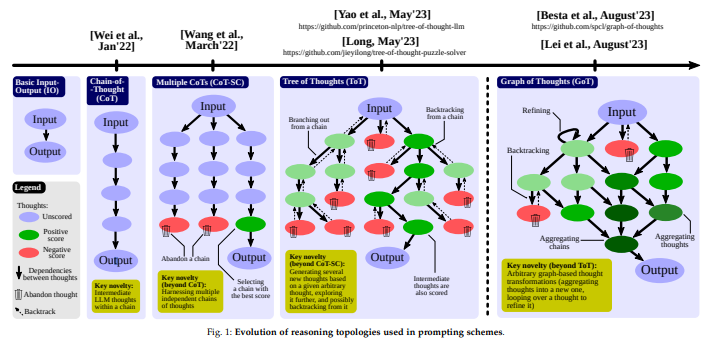 [Wei et al.,
Jan'22]
[Wang et al.,
March'22]
[Yao et al., May'23]
https://github.com/princeton-nlp/tree-of-thought-llm
[Long, May'23]
https://github.com/jieyilong/tree-of-thought-puzzle-solver
[Besta et al., August'23]
https://github.com/spcl/graph-of-thoughts
[Lei et al., August'23]
Basic Input-
Output (IO)
Input
Output
Legend
Thoughts:
Unscored
Positive
score
Negative
score
Dependencies
between thoughts
Abandon thought
Backtrack
Chain-
of-
-Thought
(CoT)
Input
Output
Key novelty:
Intermediate
LLM thoughts
within a chain
Multiple CoTs (CoT-SC)
Input
Abandon a chain
Output
Selecting
a chain with
the best score
Key novelty
(beyond CoT):
Harnessing multiple
independent chains
of thoughts
Tree of Thoughts (ToT)
Input
Branching out
from a chain
Backtracking
from a chain
Output
Intermediate
thoughts are
also scored
Key novelty
(beyond CoT-SC):
Generating several
new thoughts based
on a given arbitrary
thought, exploring
it further, and possibly
backtracking from it
Graph of Thoughts (GoT)
Refining
Input
Backtracking
Aggregating
chains
Aggregating
thoughts
Output
Key novelty (beyond ToT):
Arbitrary graph-based thought
transformations (aggregating
thoughts into a new one,
looping over a thought to
refine it)
Fig. 1: Evolution of reasoning topologies used in prompting schemes.